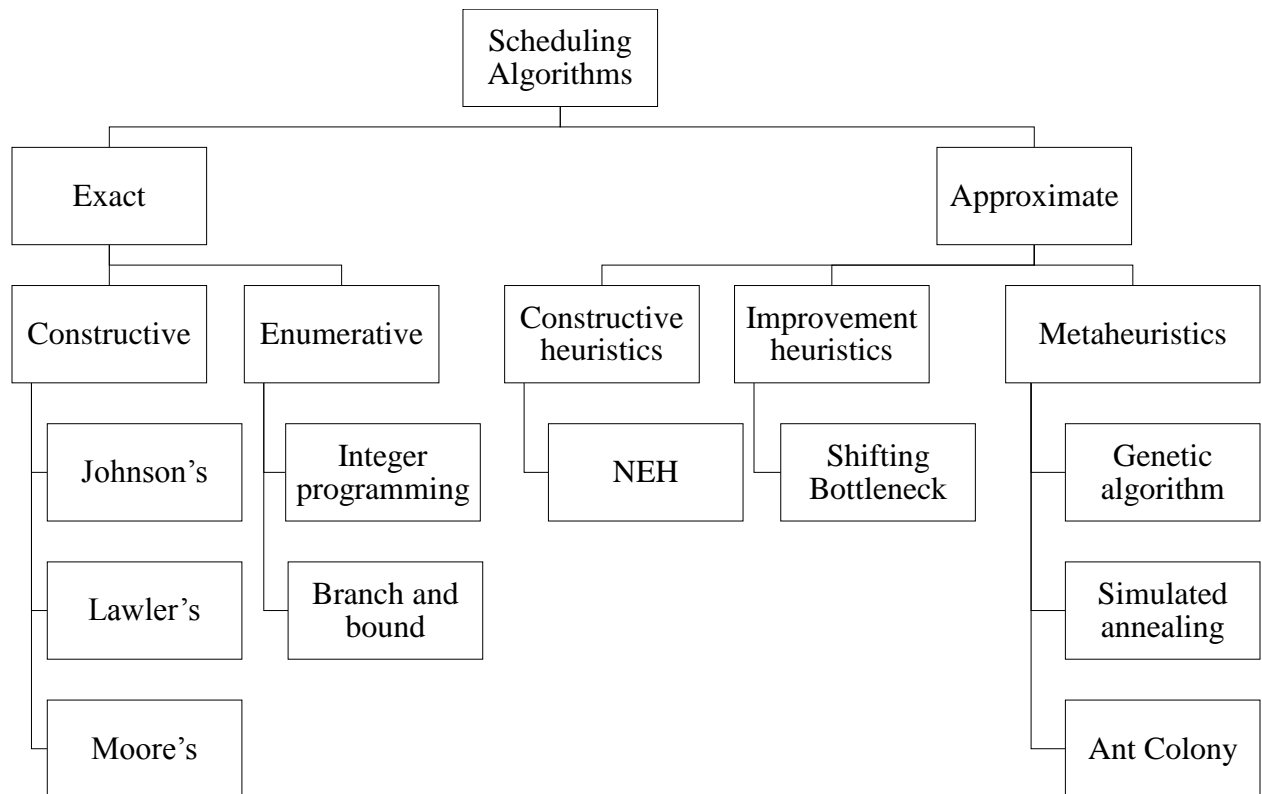 Scheduling
Algorithms
Exact
Approximate
Constructive
Enumerative
Constructive
heuristics
Improvement
heuristics
Metaheuristics
Johnson’s
Integer
programming
NEH
Shifting
Bottleneck
Genetic
algorithm
Lawler’s
Branch and
bound
Simulated
annealing
Moore’s
Ant Colony